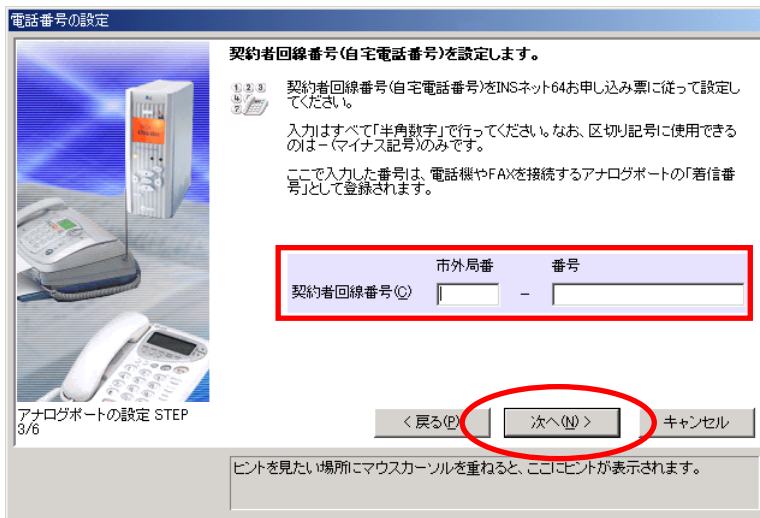 電話番号の設定
契約者回線番号(自宅電話番号)を設定します。
契約者回線番号(自宅電話番号)をINSネット64お申し込み票に従って設定し
てください。
入力はすべて「半角数字」で行ってください。なお、区切り記号に使用できる
のは－(マイナス記号)のみです。
ここで入力した番号は、電話機やFAXを接続するアナログポートの「着信番
号」として登録されます。
市外局番 番号
契約者回線番号(C) －
アナログポートの設定 STEP
3/6
< 戻る(P) 次へ(N) > キャンセル
ヒントを見たい場所にマウスカーソルを重ねると、ここにヒントが表示されます。